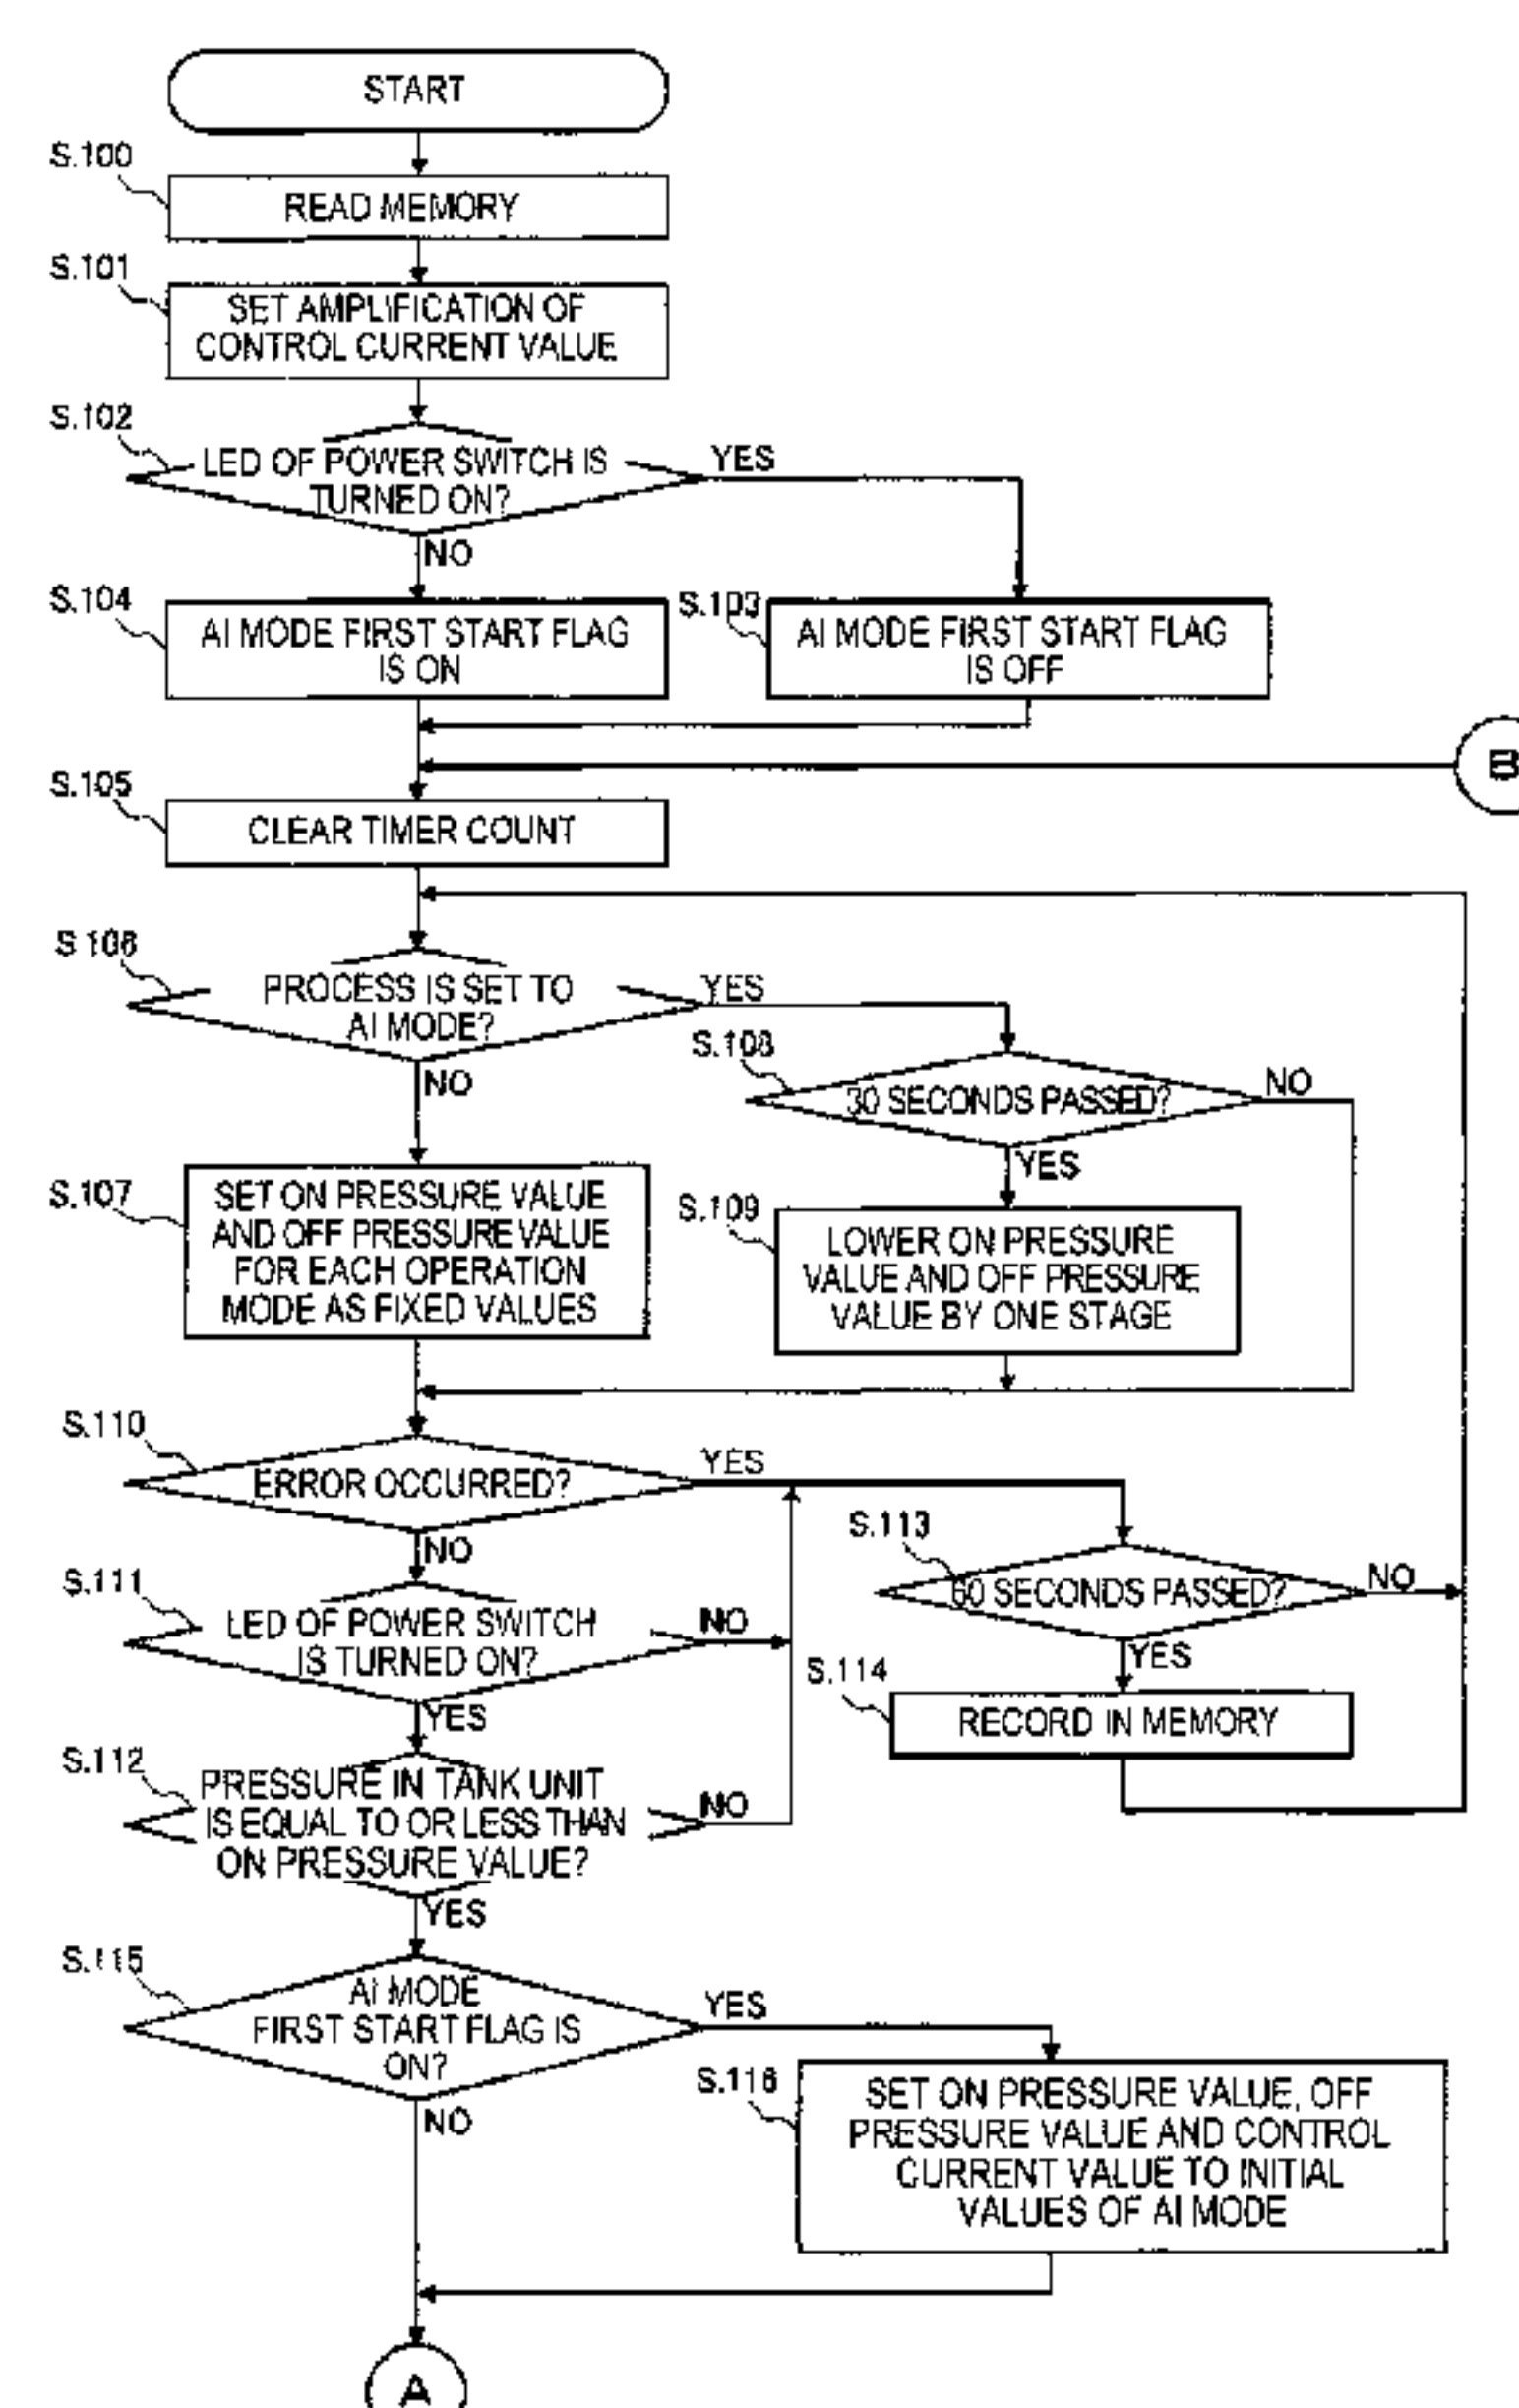 START
S.100
READ MEMORY
S.101
SET AMPLIFICATION OF
CONTROL CURRENT VALUE
S.102
LED OF POWER SWITCH IS
TURNED ON?
YES
NO
S.104
AI MODE FIRST START FLAG
IS ON
S.103
AI MODE FIRST START FLAG
IS OFF
B
S.105
CLEAR TIMER COUNT
S 106
PROCESS IS SET TO
AI MODE?
YES
NO
S.108
30 SECONDS PASSED?
NO
YES
S.107
SET ON PRESSURE VALUE
AND OFF PRESSURE VALUE
FOR EACH OPERATION
MODE AS FIXED VALUES
S.109
LOWER ON PRESSURE
VALUE AND OFF PRESSURE
VALUE BY ONE STAGE
S.110
ERROR OCCURRED?
YES
NO
S.113
60 SECONDS PASSED?
NO
YES
S.111
LED OF POWER SWITCH
IS TURNED ON?
NO
YES
S.114
RECORD IN MEMORY
S.112
PRESSURE IN TANK UNIT
IS EQUAL TO OR LESS THAN
ON PRESSURE VALUE?
NO
YES
S.115
AI MODE
FIRST START FLAG IS
ON?
YES
NO
S.116
SET ON PRESSURE VALUE, OFF
PRESSURE VALUE AND CONTROL
CURRENT VALUE TO INITIAL
VALUES OF AI MODE
A